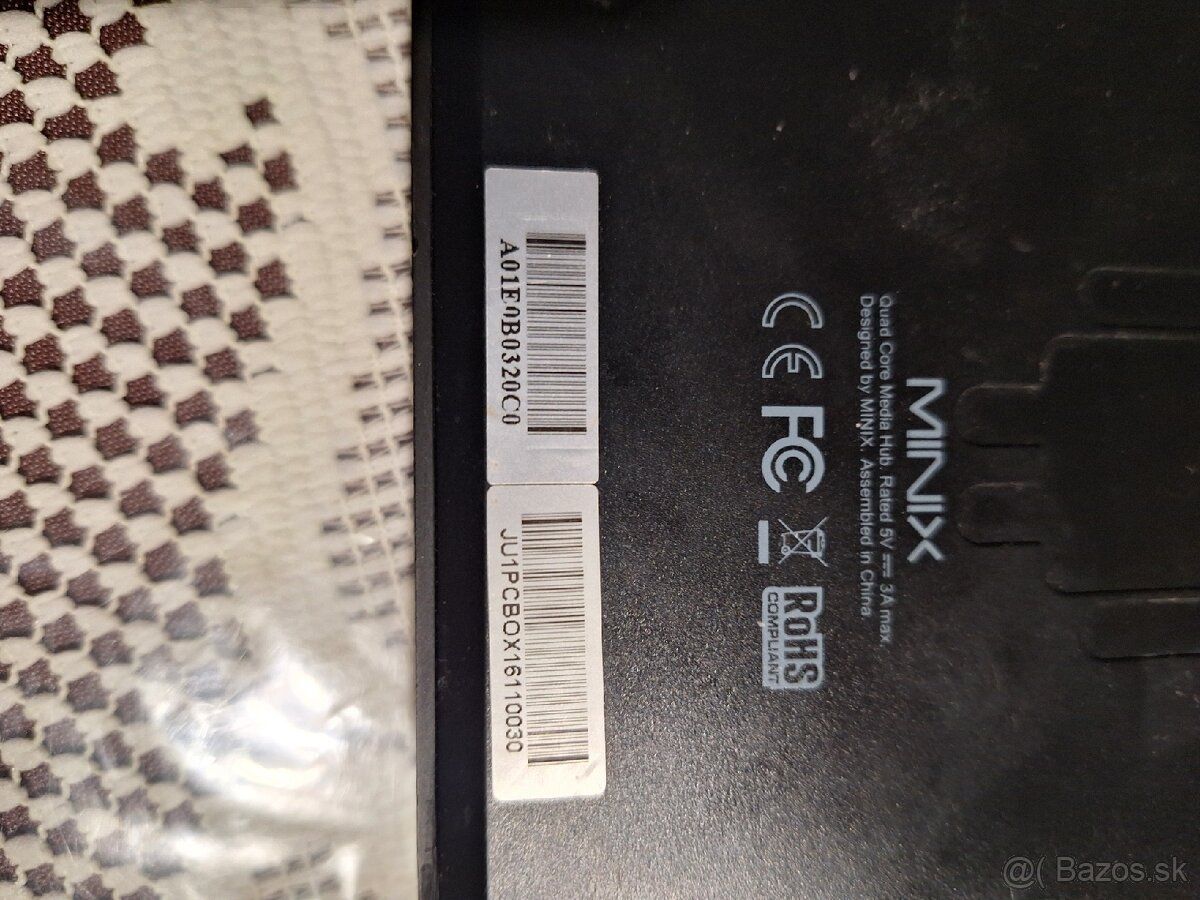 MINIX
Quad Core Media Hub. Rated 5V ⎓ 3A max.
Designed by MINIX. Assembled in China.
CE FC RoHS
COMPLIANT
A01E0B0320C0
JU1PCBOX16110030
@( Bazos.sk